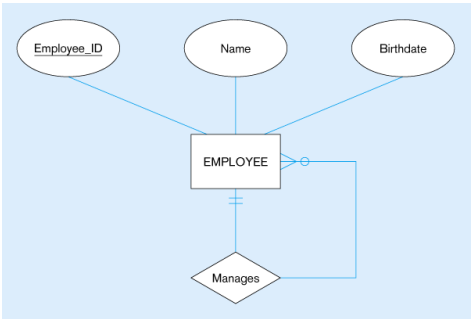 Employee_ID
Name
Birthdate
EMPLOYEE
Manages